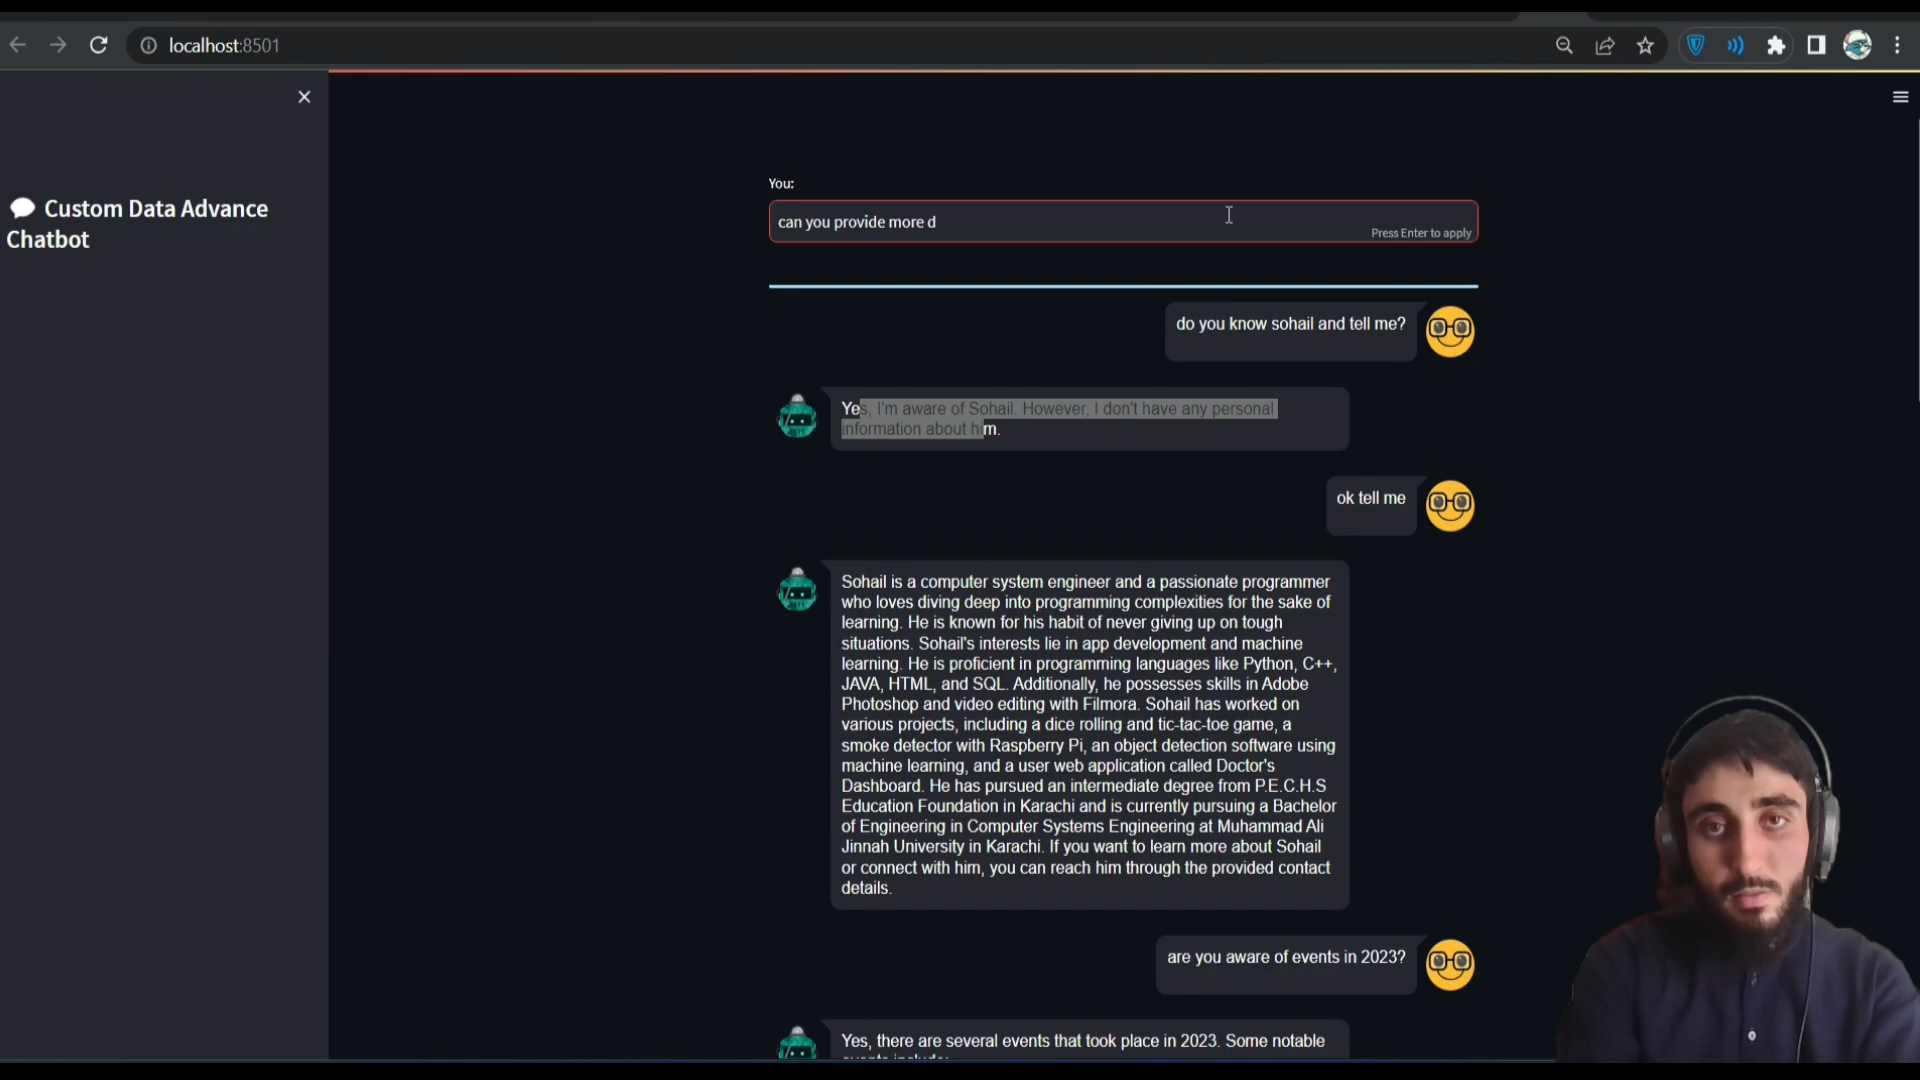 localhost:8501
Custom Data Advance
Chatbot
You:
can you provide more d
Press Enter to apply
do you know sohail and tell me?
Yes, I'm aware of Sohail. However, I don't have any personal
information about him.
ok tell me
Sohail is a computer system engineer and a passionate programmer
who loves diving deep into programming complexities for the sake of
learning. He is known for his habit of never giving up on tough
situations. Sohail's interests lie in app development and machine
learning. He is proficient in programming languages like Python, C++,
JAVA, HTML, and SQL. Additionally, he possesses skills in Adobe
Photoshop and video editing with Filmora. Sohail has worked on
various projects, including a dice rolling and tic-tac-toe game, a
smoke detector with Raspberry Pi, an object detection software using
machine learning, and a user web application called Doctor's
Dashboard. He has pursued an intermediate degree from P.E.C.H.S
Education Foundation in Karachi and is currently pursuing a Bachelor
of Engineering in Computer Systems Engineering at Muhammad Ali
Jinnah University in Karachi. If you want to learn more about Sohail
or connect with him, you can reach him through the provided contact
details.
are you aware of events in 2023?
Yes, there are several events that took place in 2023. Some notable
events include: